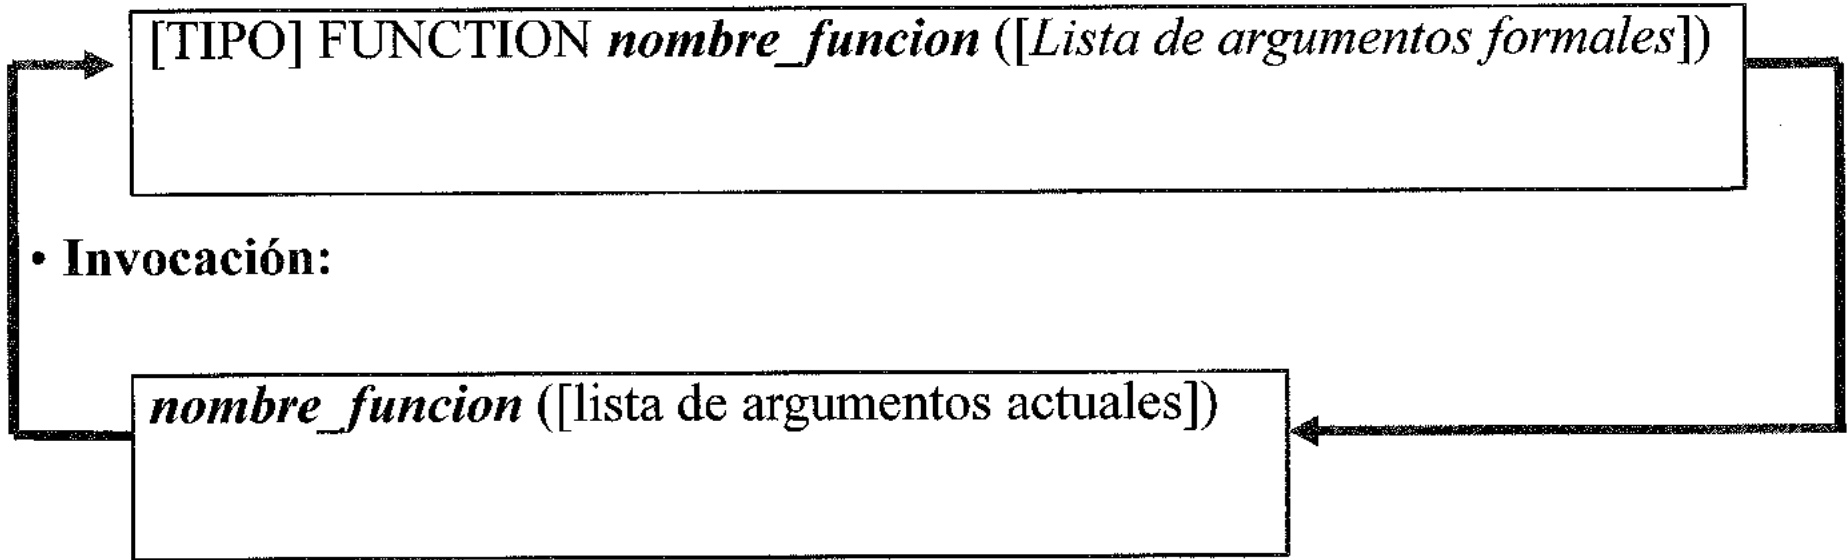 [TIPO] FUNCTION nombre_funcion ([Lista de argumentos formales])
• Invocación:
nombre_funcion ([lista de argumentos actuales])